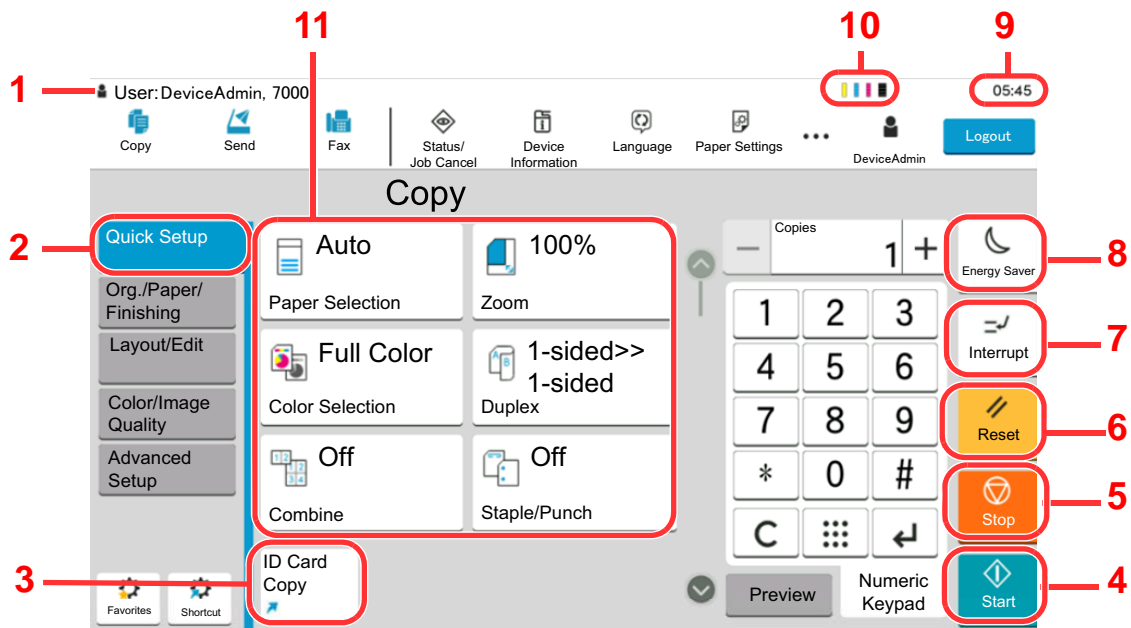 11
10
9
1
User: DeviceAdmin, 7000
05:45
Copy
Send
Fax
Status/
Job Cancel
Device
Information
Language
Paper Settings
DeviceAdmin
Logout
Copy
2
Quick Setup
Org./Paper/
Finishing
Layout/Edit
Color/Image
Quality
Advanced
Setup
Auto
Paper Selection
100%
Zoom
Full Color
Color Selection
1-sided>>
1-sided
Duplex
Off
Combine
Off
Staple/Punch
3
ID Card
Copy
Favorites
Shortcut
Copies
— 1 +
1 2 3
4 5 6
7 8 9
* 0 #
C
Preview
Numeric
Keypad
Energy Saver
8
Interrupt
7
Reset
6
Stop
5
Start
4